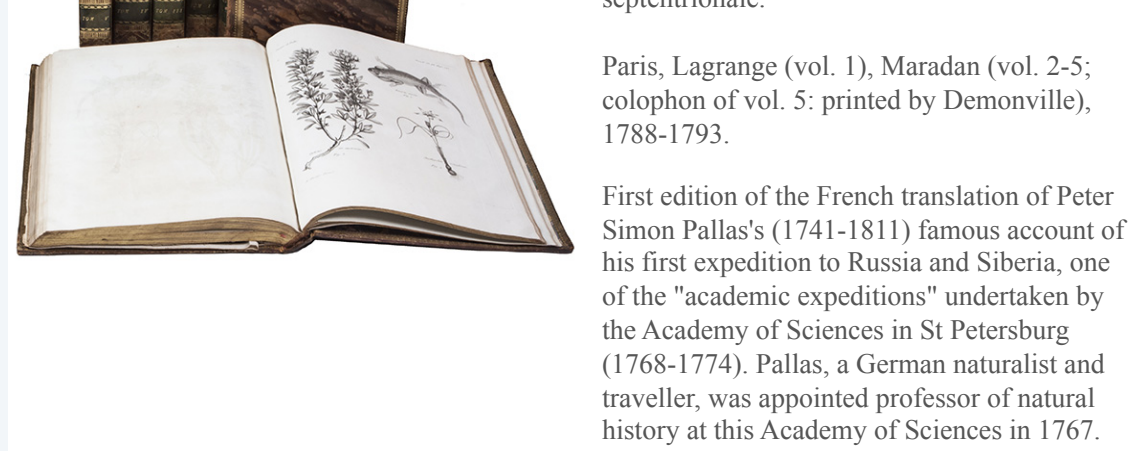 septentrionale.
Paris, Lagrange (vol. 1), Maradan (vol. 2-5;
colophon of vol. 5: printed by Demonville),
1788-1793.
First edition of the French translation of Peter
Simon Pallas's (1741-1811) famous account of
his first expedition to Russia and Siberia, one
of the "academic expeditions" undertaken by
the Academy of Sciences in St Petersburg
(1768-1774). Pallas, a German naturalist and
traveller, was appointed professor of natural
history at this Academy of Sciences in 1767.